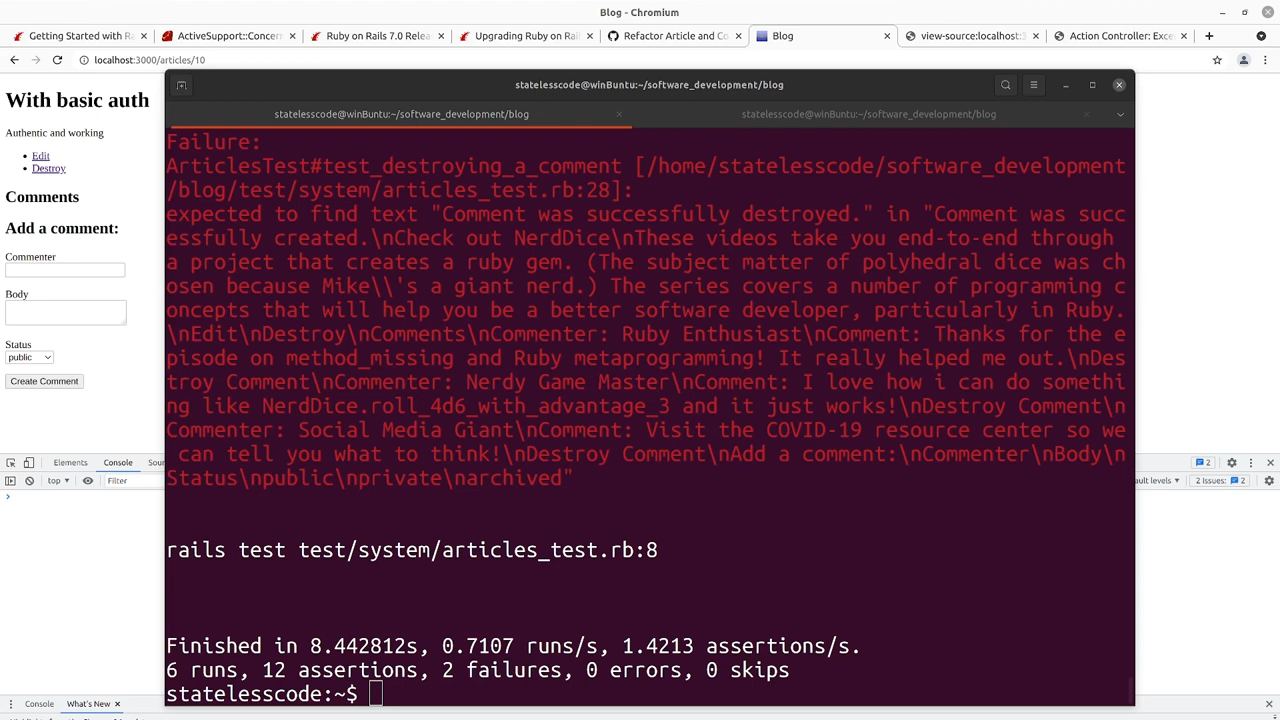 Blog - Chromium
Getting Started with Ra
ActiveSupport::Concern
Ruby on Rails 7.0 Relea
Upgrading Ruby on Rail
Refactor Article and Co
Blog
view-source:localhost:3
Action Controller: Exce
localhost:3000/articles/10
With basic auth
Authentic and working
Edit
Destroy
Comments
Add a comment:
Commenter
Body
Status
public
Create Comment
statelesscode@winBuntu:~/software_development/blog
statelesscode@winBuntu:~/software_development/blog
statelesscode@winBuntu:~/software_development/blog
Failure:
ArticlesTest#test_destroying_a_comment [/home/statelesscode/software_development
/blog/test/system/articles_test.rb:28]:
expected to find text "Comment was successfully destroyed." in "Comment was succ
essfully created.\nCheck out NerdDice\nThese videos take you end-to-end through
a project that creates a ruby gem. (The subject matter of polyhedral dice was ch
osen because Mike\\'s a giant nerd.) The series covers a number of programming c
oncepts that will help you be a better software developer, particularly in Ruby.
\nEdit\nDestroy\nComments\nCommenter: Ruby Enthusiast\nComment: Thanks for the e
pisode on method_missing and Ruby metaprogramming! It really helped me out.\nDes
troy Comment\nCommenter: Nerdy Game Master\nComment: I love how i can do somethi
ng like NerdDice.roll_4d6_with_advantage_3 and it just works!\nDestroy Comment\n
Commenter: Social Media Giant\nComment: Visit the COVID-19 resource center so we
can tell you what to think!\nDestroy Comment\nAdd a comment:\nCommenter\nBody\n
Status\npublic\nprivate\narchived"
rails test test/system/articles_test.rb:8
Finished in 8.442812s, 0.7107 runs/s, 1.4213 assertions/s.
6 runs, 12 assertions, 2 failures, 0 errors, 0 skips
statelesscode:~$
Elements
Console
Sour
2
top
Filter
ault levels
2 Issues:
2
Console
What's New